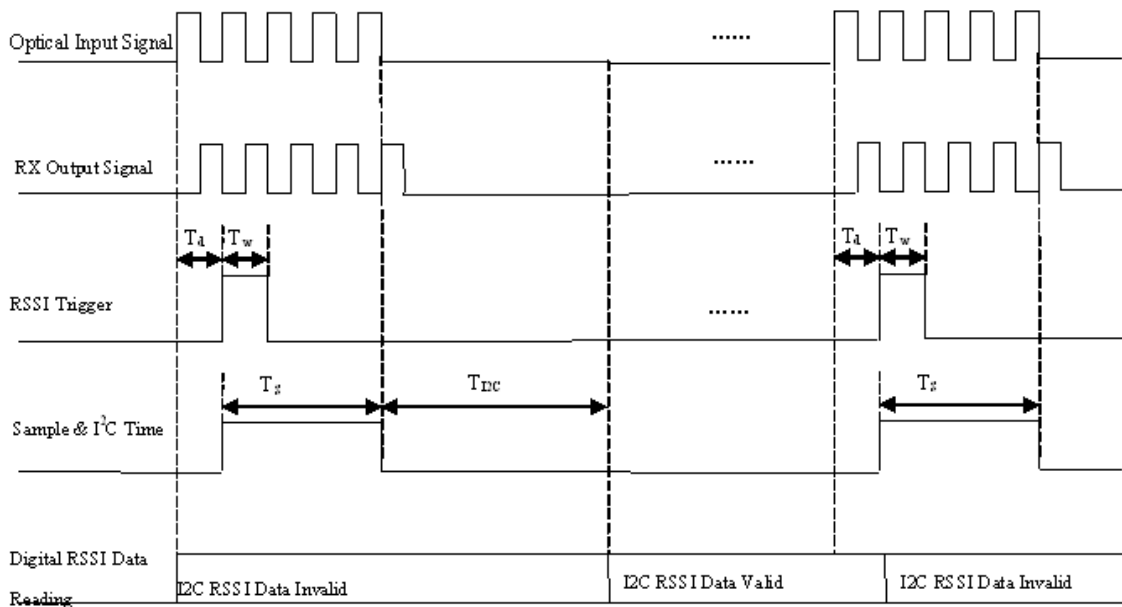 Optical Input Signal
......
RX Output Signal
......
Td Tw
Td Tw
RSSI Trigger
......
Ts
TI2C
Ts
Sample & I²C Time
Digital RSSI Data
Reading
I2C RSSI Data Invalid
I2C RSSI Data Valid
I2C RSSI Data Invalid